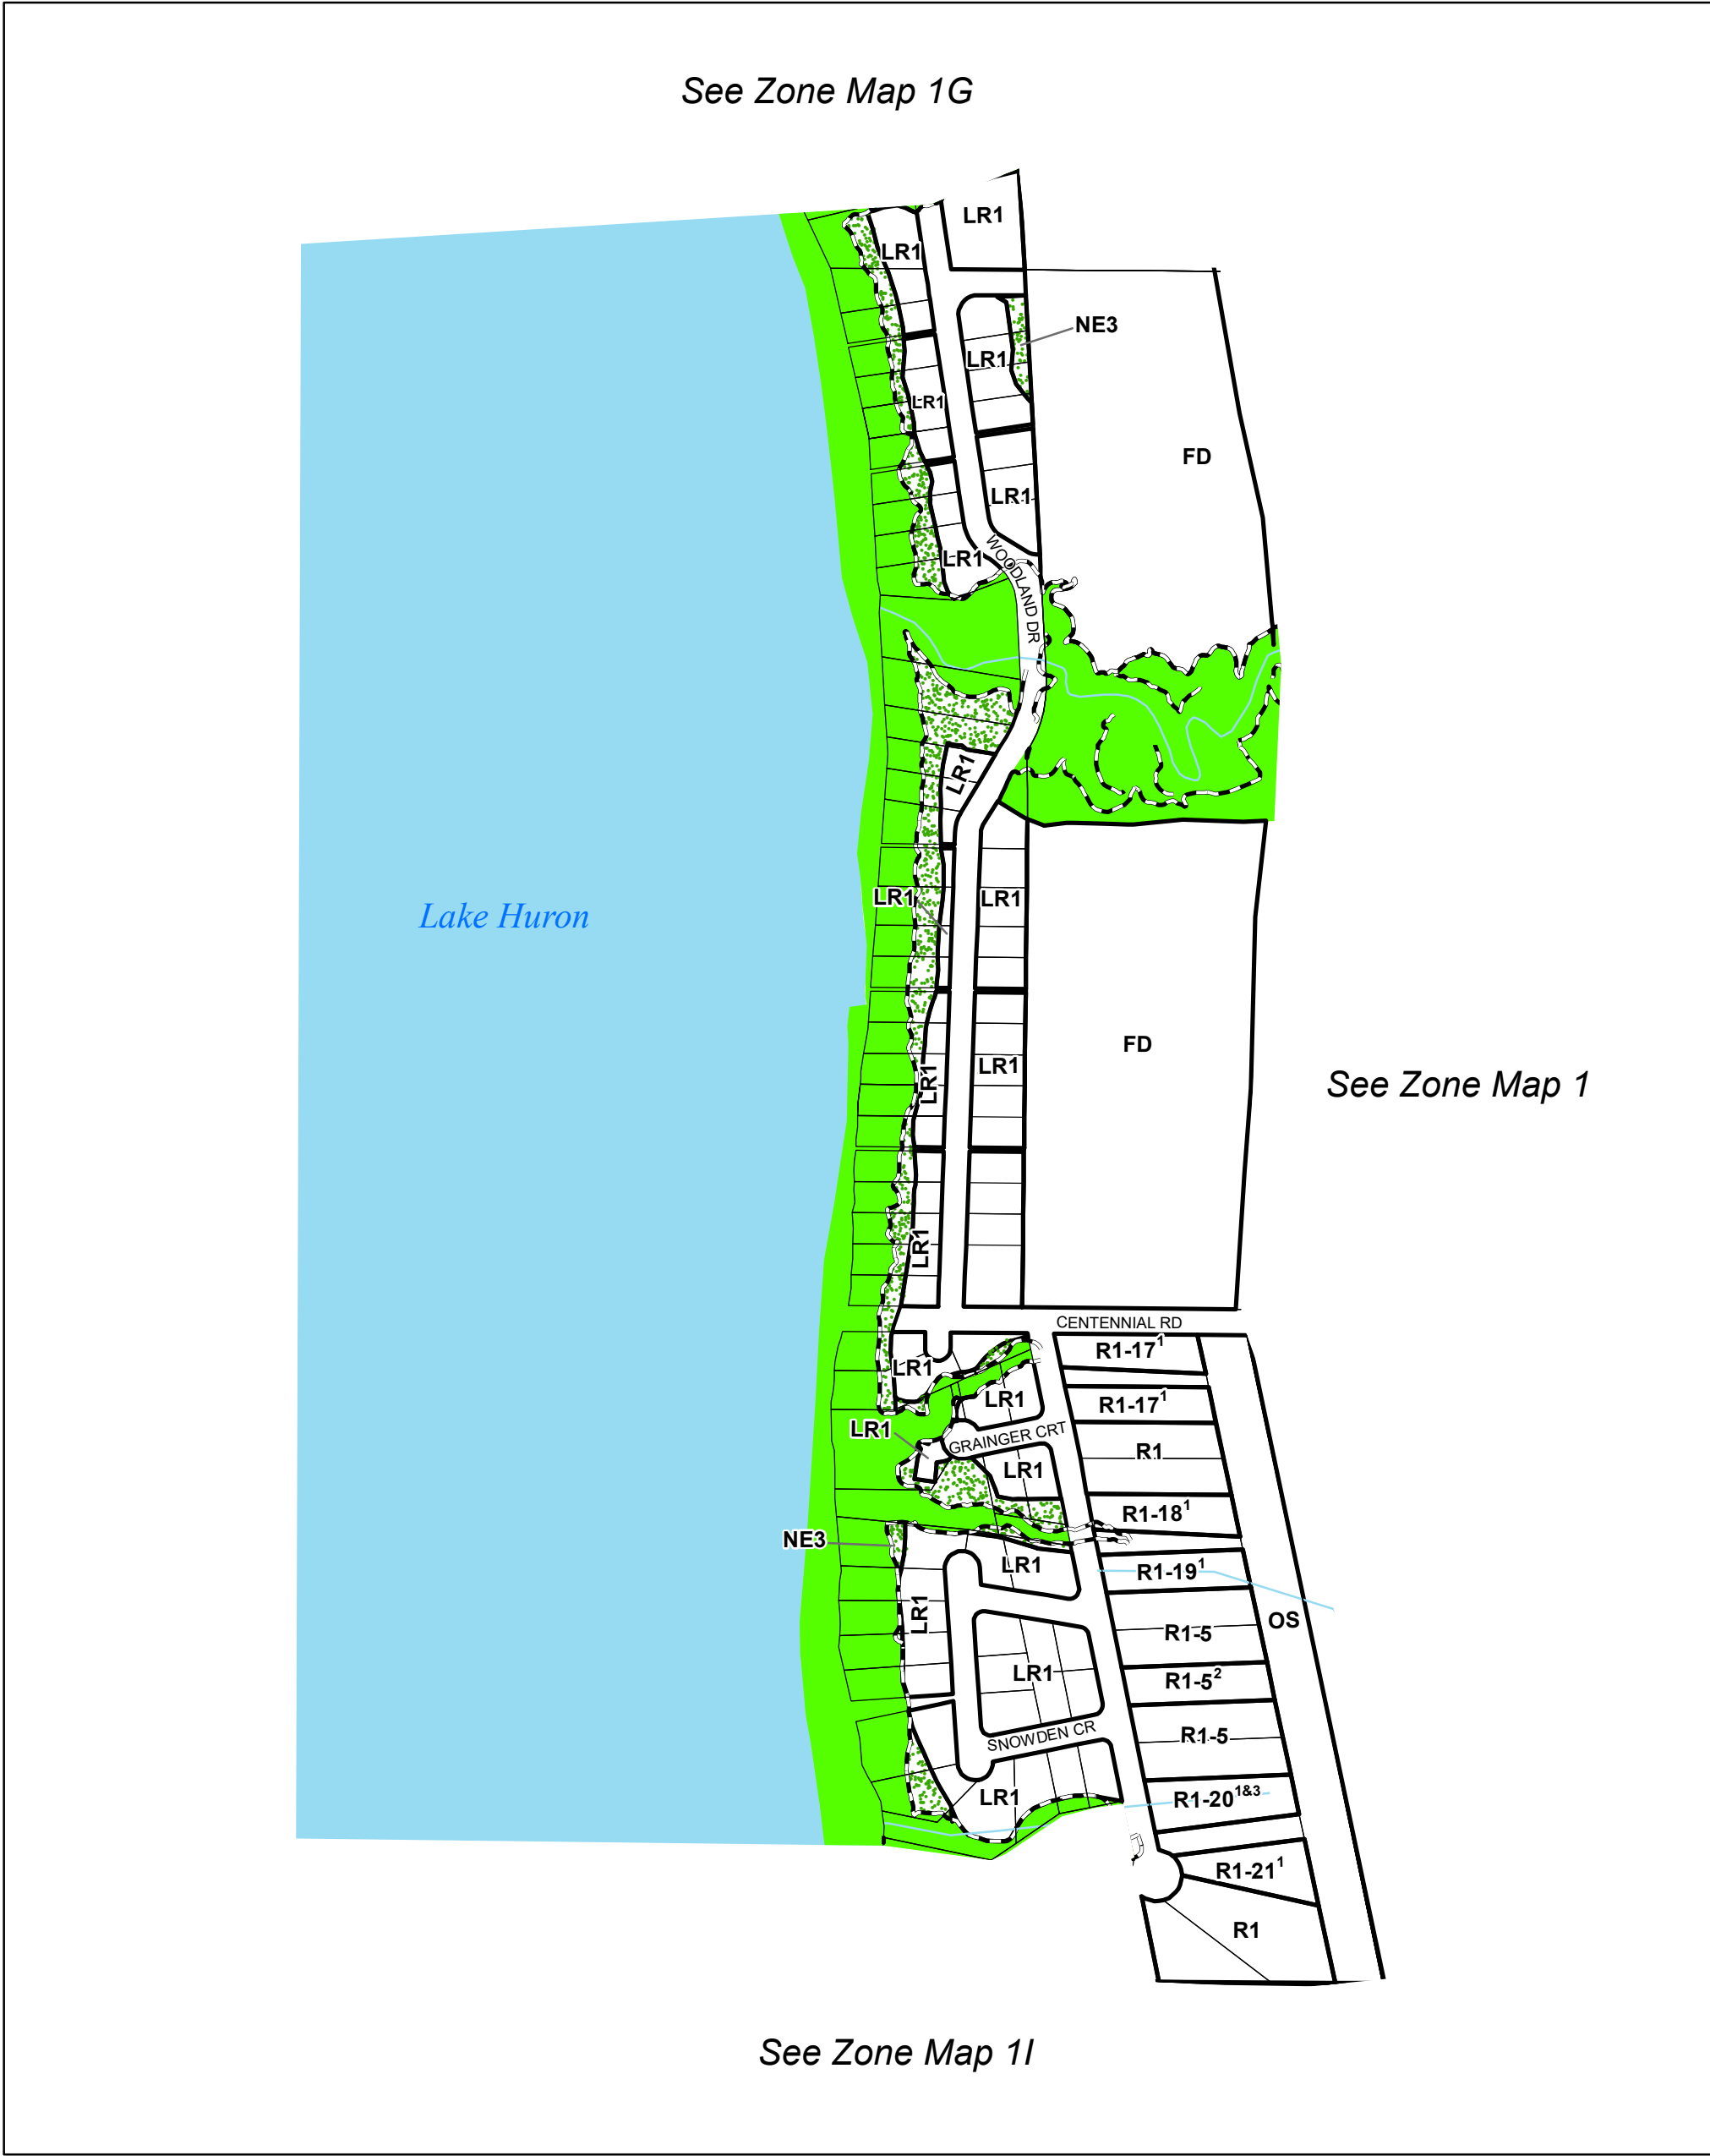 See Zone Map 1G
LR1
LR1
NE3
LR1
LR1
FD
LR1
LR1
WOODLAND DR
LR1
LR1
LR1
Lake Huron
FD
LR1
LR1
See Zone Map 1
LR1
CENTENNIAL RD
R1-17¹
LR1
LR1
R1-17¹
LR1
GRAINGER CRT
R1
LR1
R1-18¹
NE3
LR1
R1-19¹
LR1
OS
R1-5
LR1
R1-5²
SNOWDEN CR
R1-5
LR1
R1-20¹&³
R1-21¹
R1
See Zone Map 1I